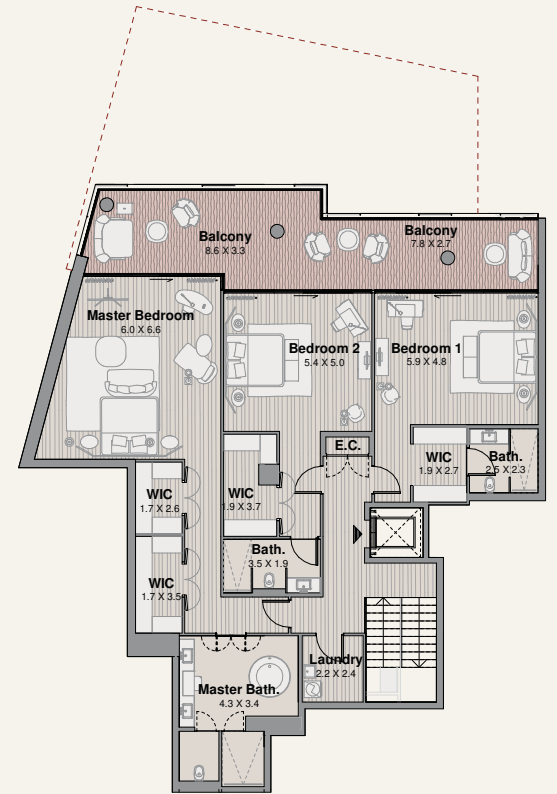 Balcony
8.6 X 3.3
Balcony
7.8 X 2.7
Master Bedroom
6.0 X 6.6
Bedroom 2
5.4 X 5.0
Bedroom 1
5.9 X 4.8
E.C.
WIC
1.9 X 2.7
Bath.
2.5 X 2.3
WIC
1.7 X 2.6
WIC
1.9 X 3.7
Bath.
3.5 X 1.9
WIC
1.7 X 3.5
Laundry
2.2 X 2.4
Master Bath.
4.3 X 3.4